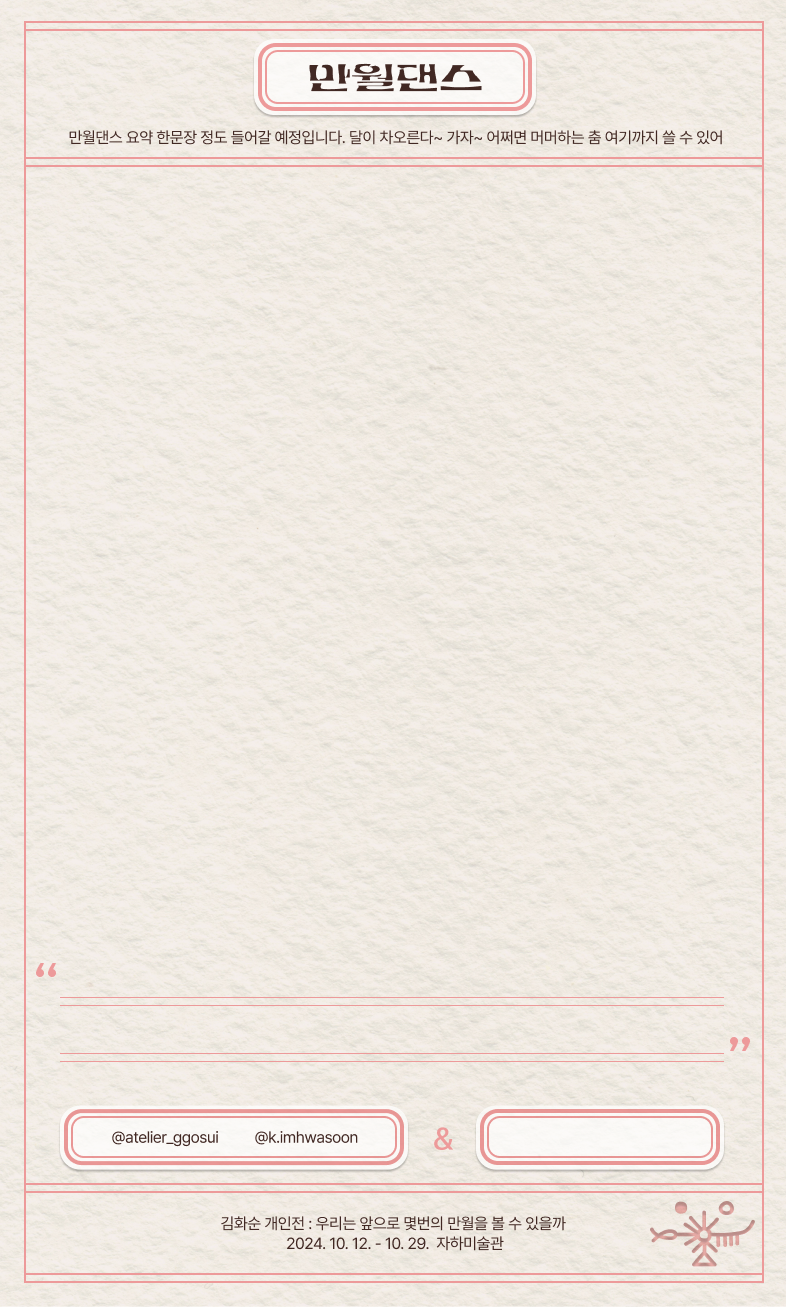 만월댄스
만월댄스 요약 한문장 정도 들어갈 예정입니다. 달이 차오른다~ 가자~ 어쩌면 머머하는 춤 여기까지 쓸 수 있어
“
”
@atelier_ggosui @k.imhwasoon &
김화순 개인전 : 우리는 앞으로 몇번의 만월을 볼 수 있을까
2024. 10. 12. - 10. 29. 자하미술관